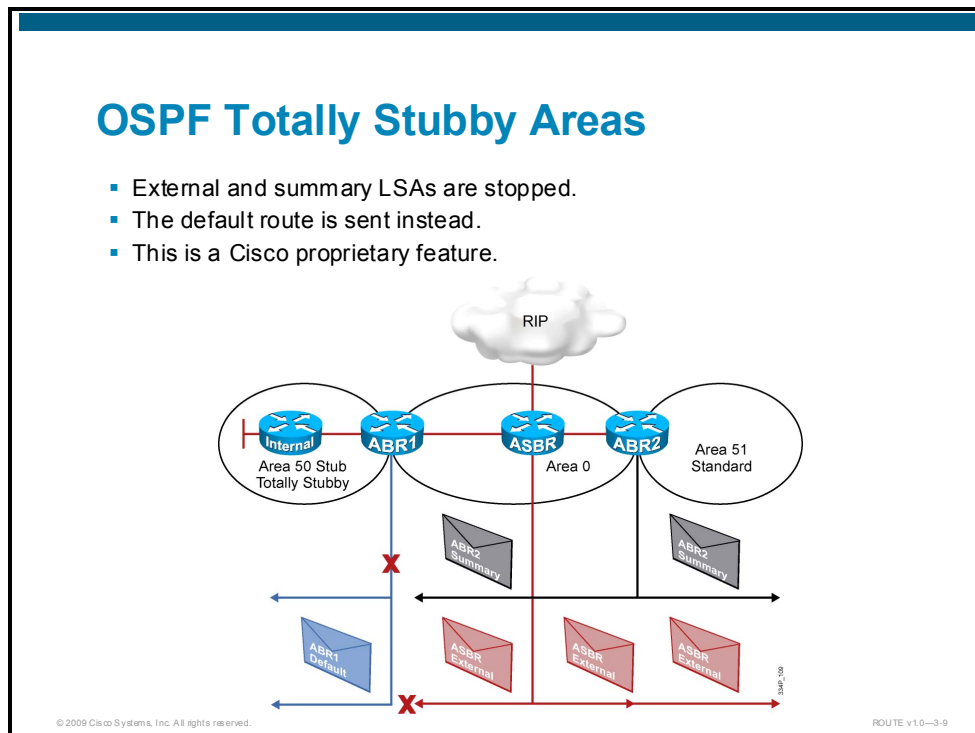 OSPF Totally Stubby Areas
External and summary LSAs are stopped.
The default route is sent instead.
This is a Cisco proprietary feature.
RIP
Internal
ABR1
ASBR
ABR2
Area 50 Stub
Totally Stubby
Area 0
Area 51
Standard
ABR2
Summary
ABR2
Summary
X
ABR1
Default
ASBR
External
ASBR
External
ASBR
External
X
334P_109
© 2009 Cisco Systems, Inc. All rights reserved.
ROUTE v1.0—3-9